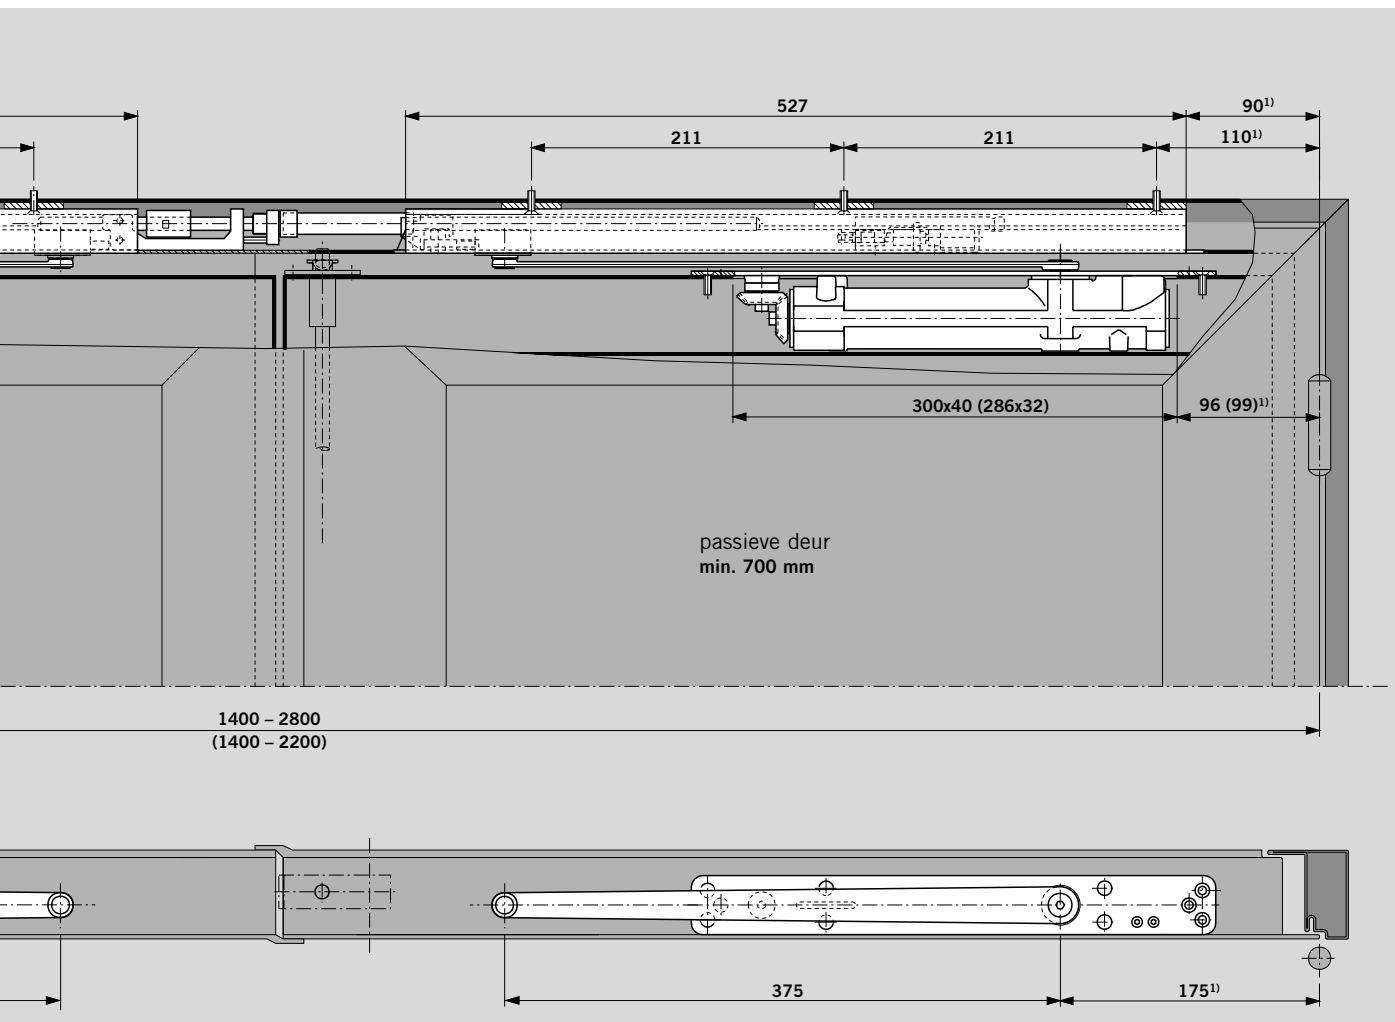 527
90¹⁾
211
211
110¹⁾
300x40 (286x32)
96 (99)¹⁾
passieve deur
min. 700 mm
1400 – 2800
(1400 – 2200)
375
175¹⁾